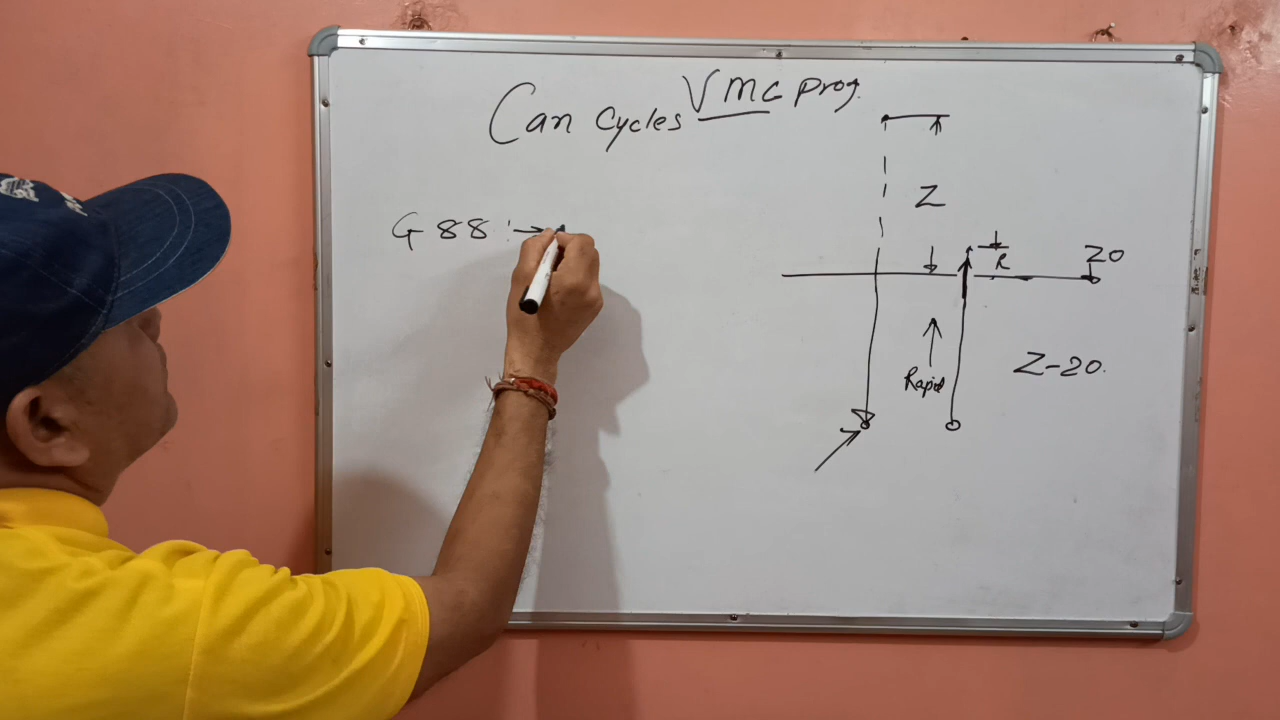 Can Cycles VMC Prog.
G 88 :→
Z
R
Z0
Rapid
Z-20.